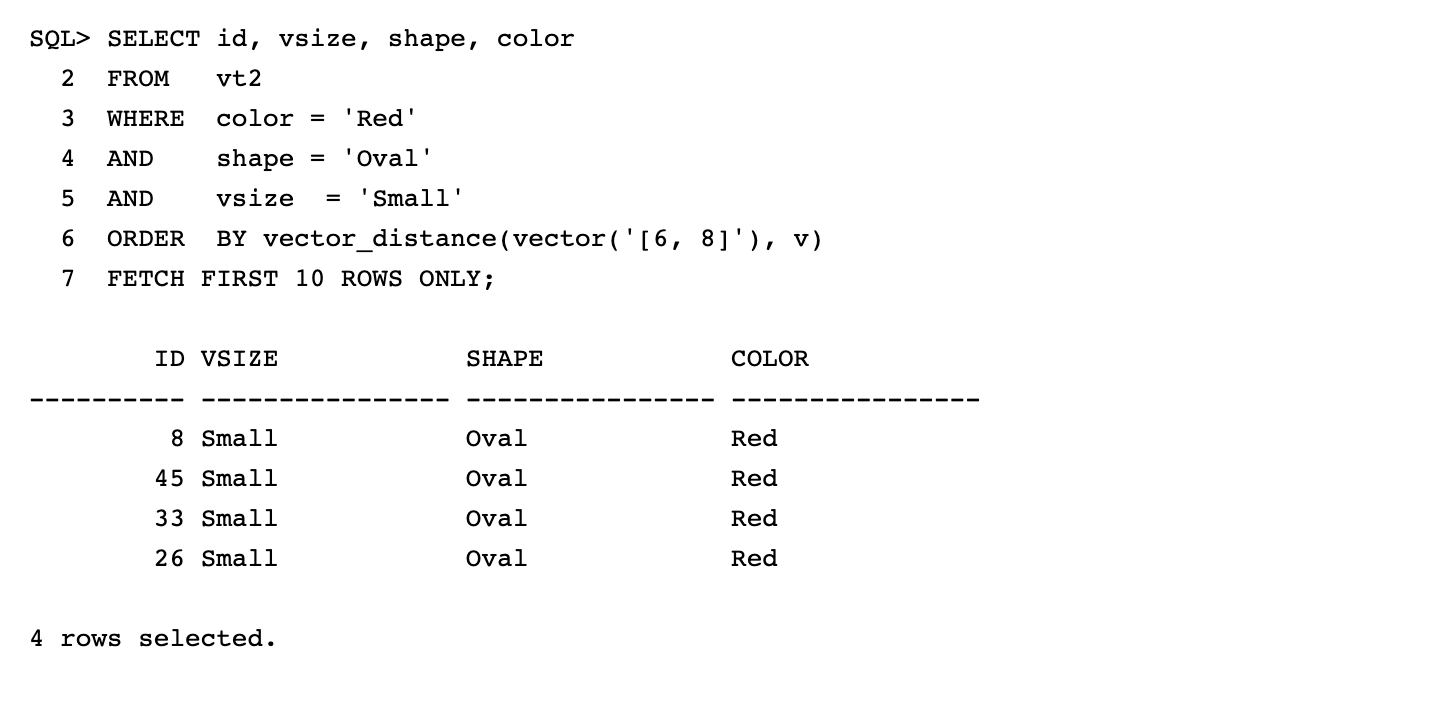 SQL> SELECT id, vsize, shape, color
  2  FROM   vt2
  3  WHERE  color = 'Red'
  4  AND    shape = 'Oval'
  5  AND    vsize  = 'Small'
  6  ORDER  BY vector_distance(vector('[6, 8]'), v)
  7  FETCH FIRST 10 ROWS ONLY;

        ID VSIZE            SHAPE            COLOR
---------- ---------------- ---------------- ----------------
         8 Small            Oval             Red
        45 Small            Oval             Red
        33 Small            Oval             Red
        26 Small            Oval             Red

4 rows selected.